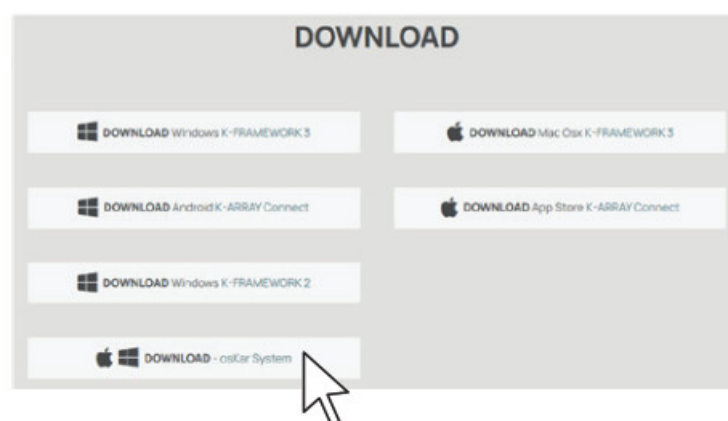 DOWNLOAD
DOWNLOAD Windows K-FRAMEWORK 3
DOWNLOAD Mac Osx K-FRAMEWORK 3
DOWNLOAD Android K-ARRAY Connect
DOWNLOAD App Store K-ARRAY Connect
DOWNLOAD Windows K-FRAMEWORK 2
DOWNLOAD - osKar System